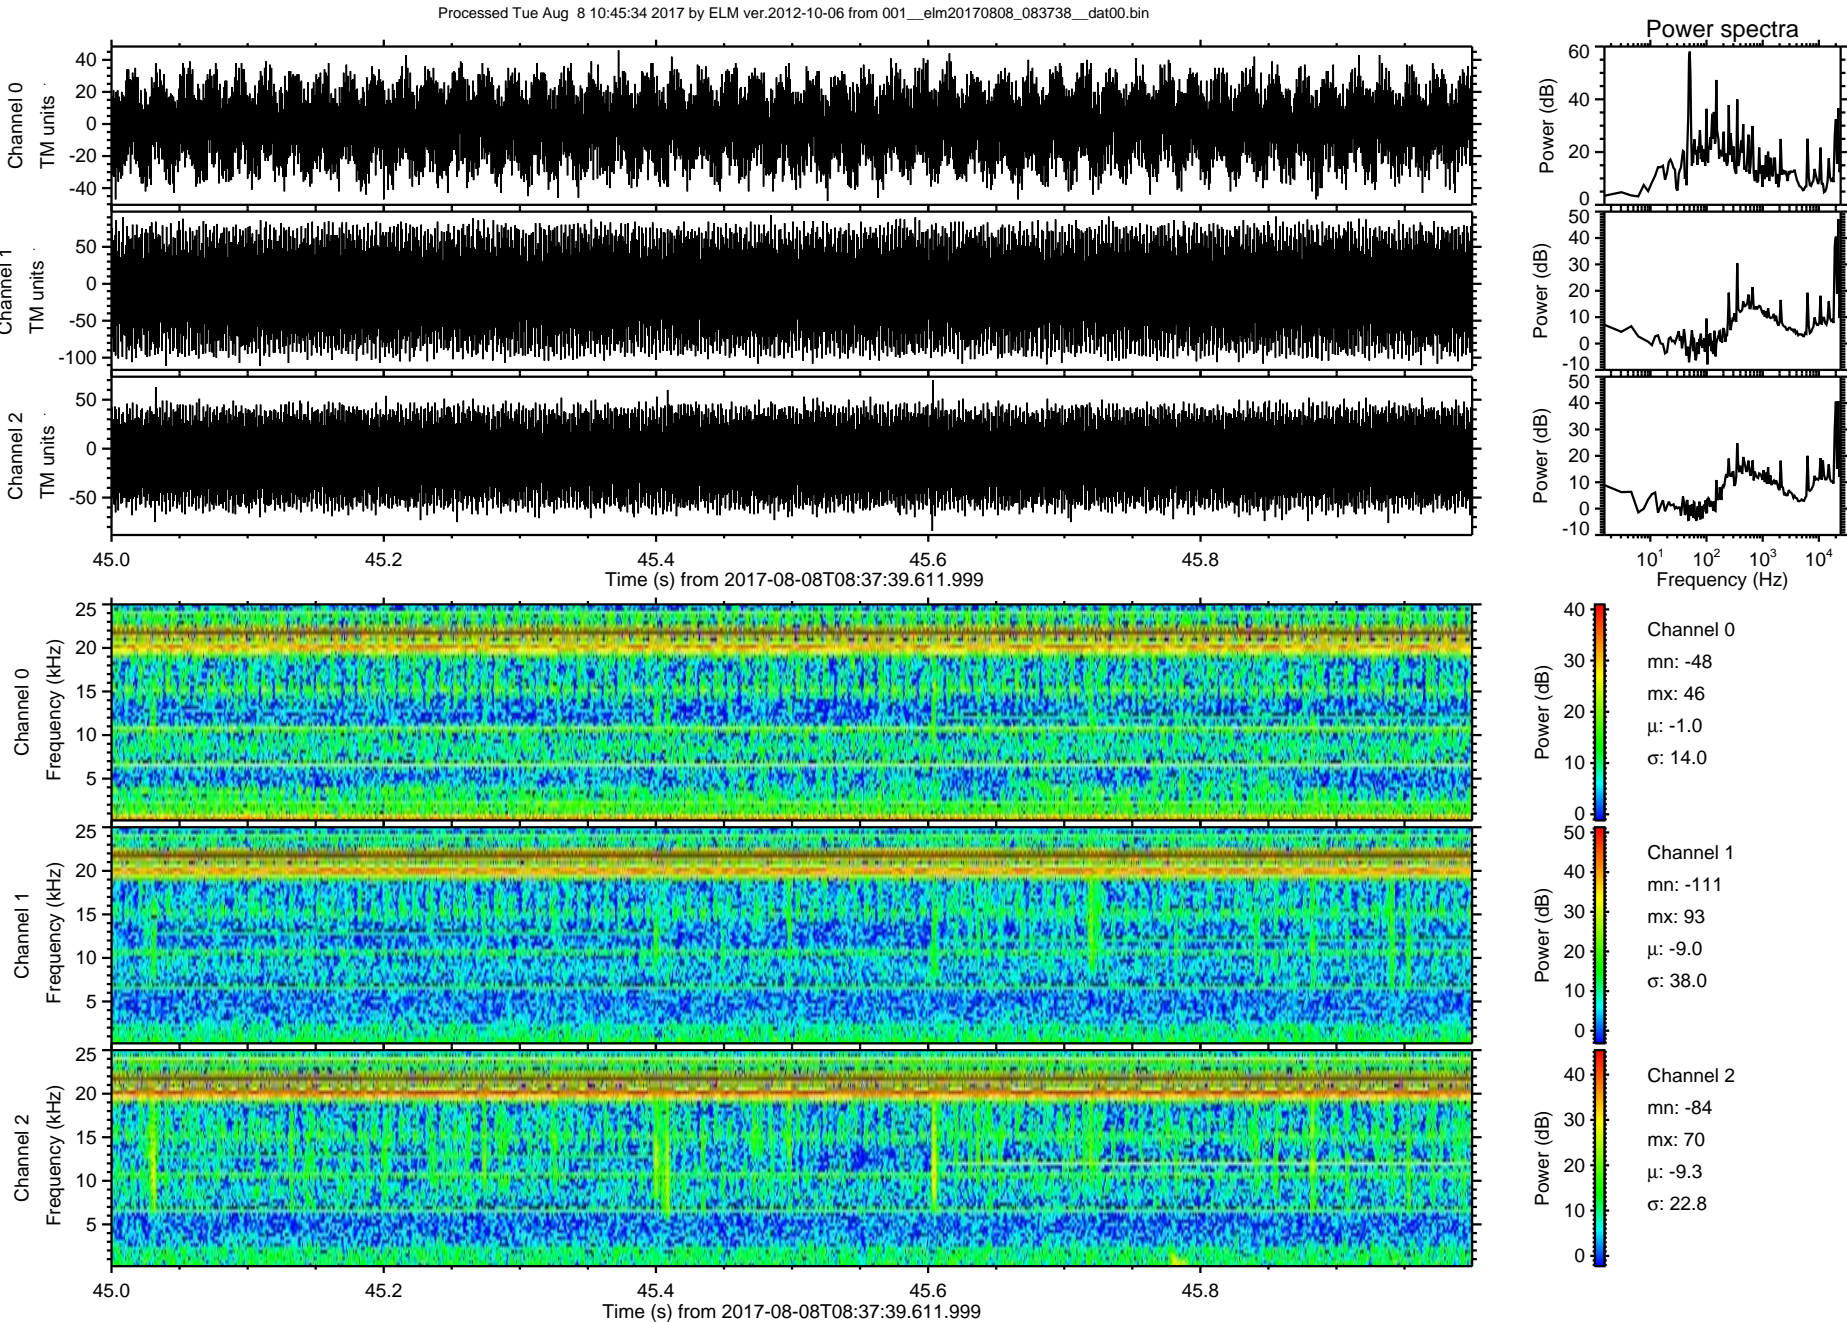 Processed Tue Aug  8 10:45:34 2017 by ELM ver.2012-10-06 from 001__elm20170808_083738__dat00.bin
Power spectra
Channel 0
TM units
40
20
0
-20
-40
Power (dB)
60
40
20
0
Channel 1
TM units
50
0
-50
-100
Power (dB)
50
40
30
20
10
0
-10
Channel 2
TM units
50
0
-50
Power (dB)
50
40
30
20
10
0
-10
45.0 45.2 45.4 45.6 45.8
Time (s) from 2017-08-08T08:37:39.611.999
10^1 10^2 10^3 10^4
Frequency (Hz)
Channel 0
Frequency (kHz)
25
20
15
10
5
Power (dB)
40
30
20
10
0
Channel 0
mn: -48
mx: 46
μ: -1.0
σ: 14.0
Channel 1
Frequency (kHz)
25
20
15
10
5
Power (dB)
50
40
30
20
10
0
Channel 1
mn: -111
mx: 93
μ: -9.0
σ: 38.0
Channel 2
Frequency (kHz)
25
20
15
10
5
Power (dB)
40
30
20
10
0
Channel 2
mn: -84
mx: 70
μ: -9.3
σ: 22.8
45.0 45.2 45.4 45.6 45.8
Time (s) from 2017-08-08T08:37:39.611.999